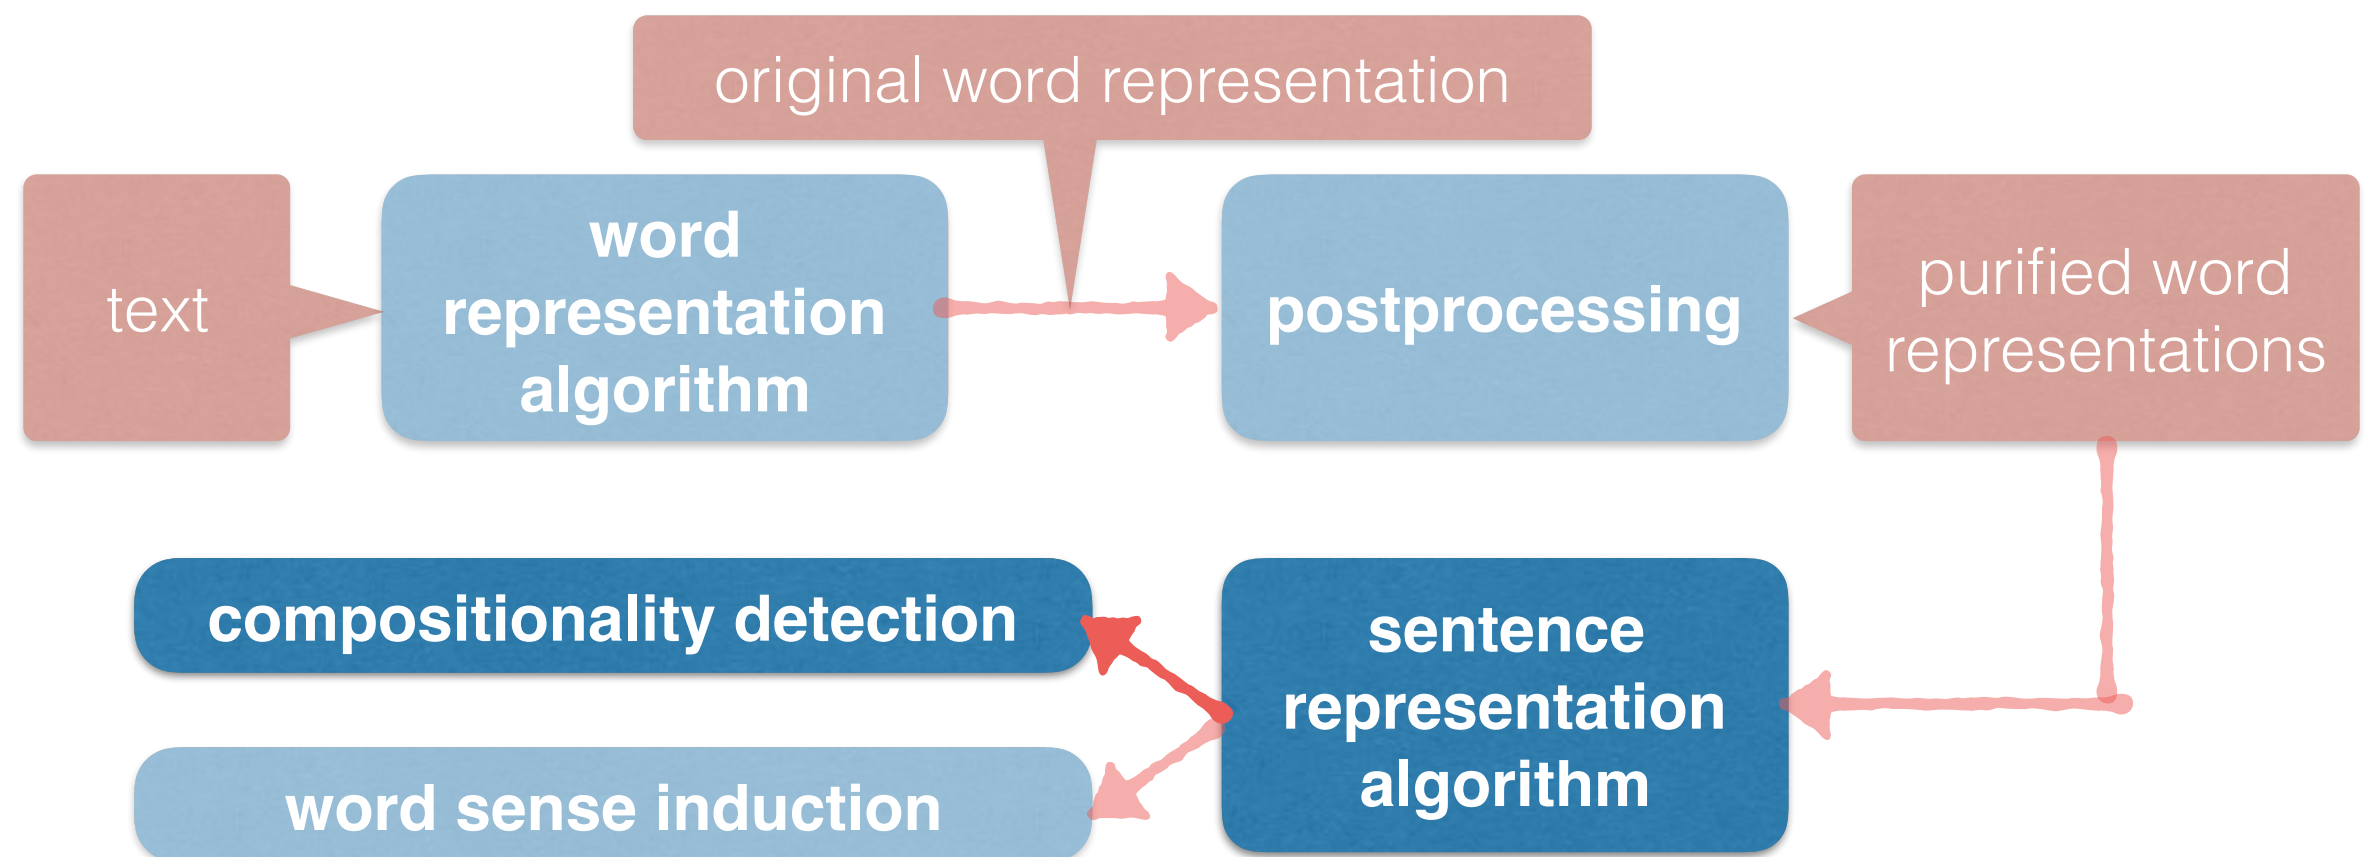 original word representation
text
word
representation
algorithm
postprocessing
purified word
representations
compositionality detection
sentence
representation
algorithm
word sense induction